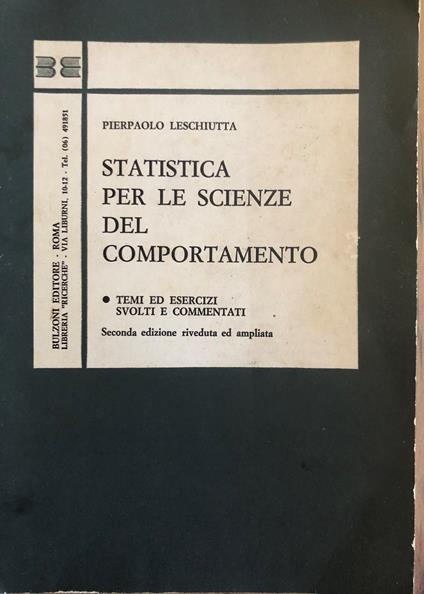 BE
PIERPAOLO LESCHIUTTA
STATISTICA
PER LE SCIENZE
DEL
COMPORTAMENTO
● TEMI ED ESERCIZI
SVOLTI E COMMENTATI
Seconda edizione riveduta ed ampliata
BULZONI EDITORE - ROMA
LIBRERIA "RICERCHE" - VIA LIBURNI, 10-12 - Tel. (06) 491851